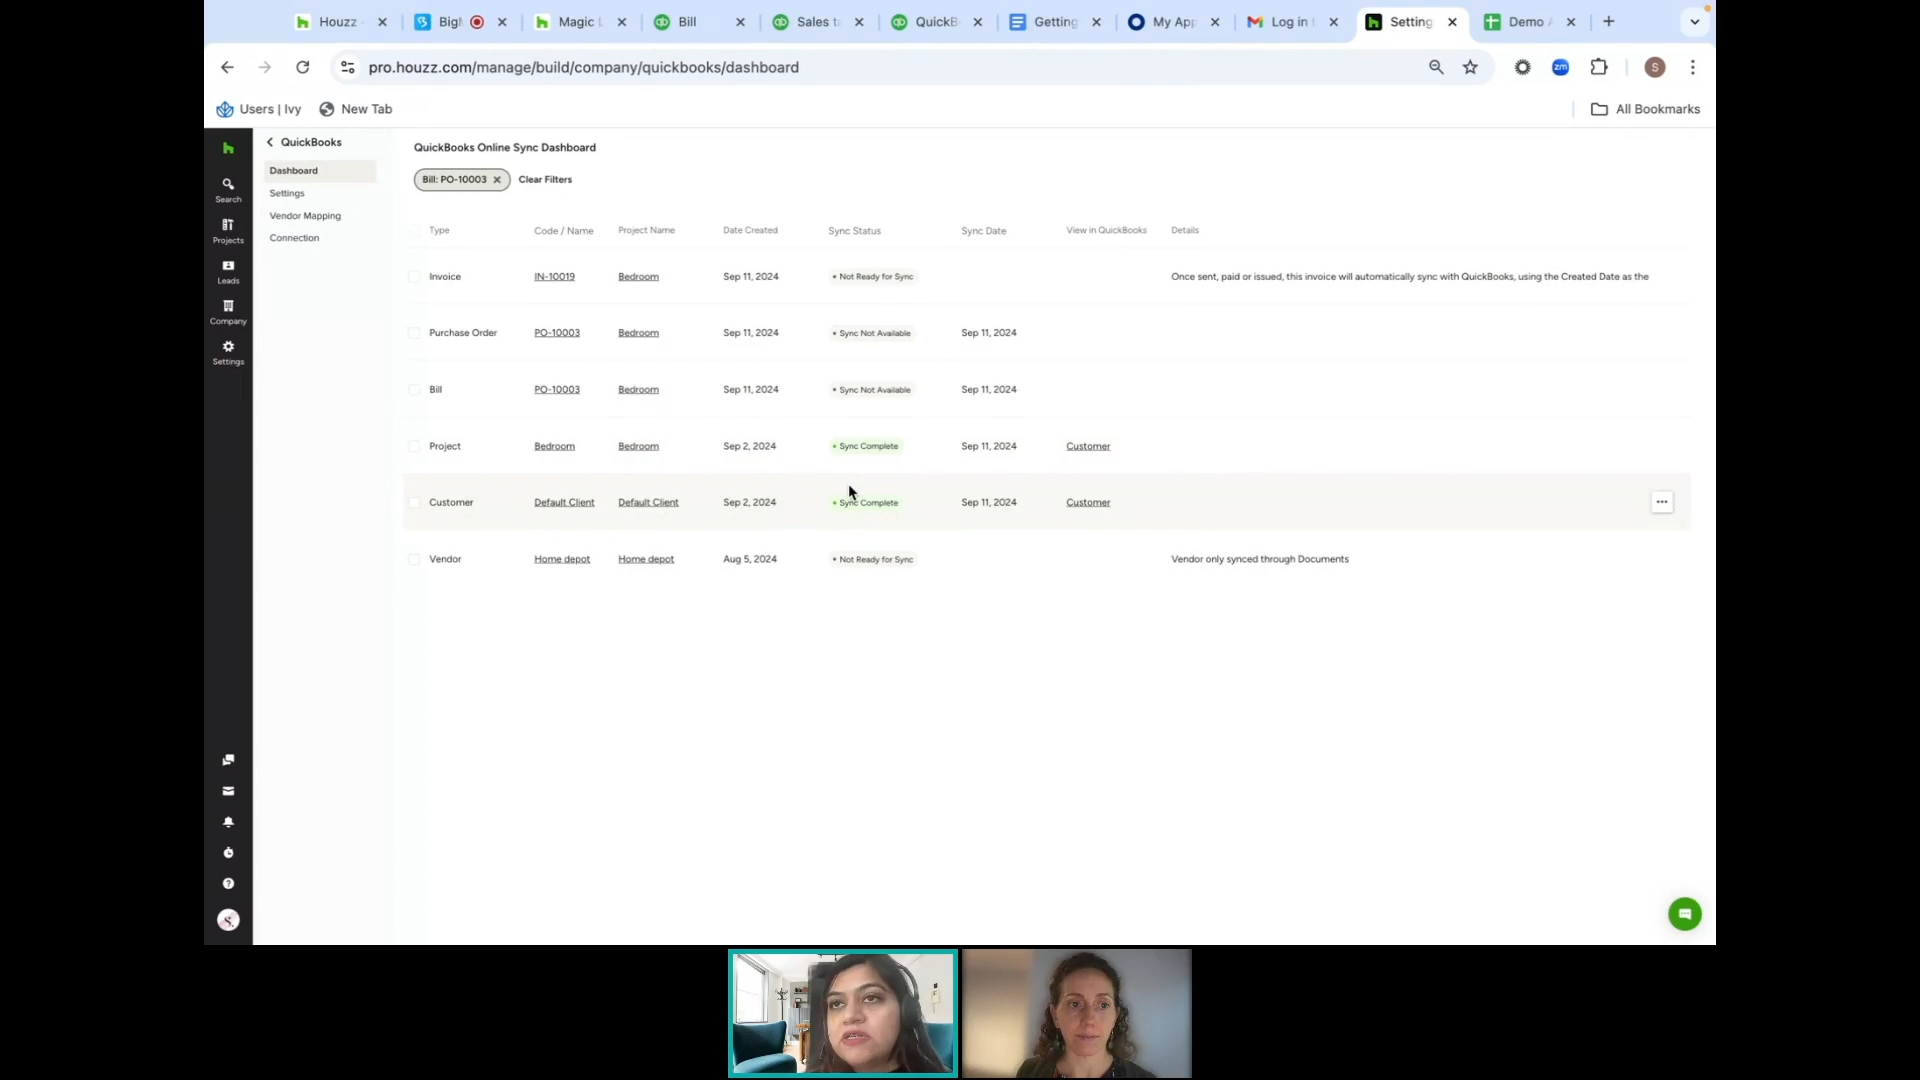 Houzz
Bigl
Magic L
Bill
Sales ta
QuickB
Getting
My App
Log in t
Setting
Demo A
pro.houzz.com/manage/build/company/quickbooks/dashboard
zm
S
Users | Ivy
New Tab
All Bookmarks
QuickBooks
Dashboard
Settings
Vendor Mapping
Connection
Search
Projects
Leads
Company
Settings
S.
QuickBooks Online Sync Dashboard
Bill: PO-10003
Clear Filters
Type Code / Name Project Name Date Created Sync Status Sync Date View in QuickBooks Details
Invoice IN-10019 Bedroom Sep 11, 2024 Not Ready for Sync Once sent, paid or issued, this invoice will automatically sync with QuickBooks, using the Created Date as the
Purchase Order PO-10003 Bedroom Sep 11, 2024 Sync Not Available Sep 11, 2024
Bill PO-10003 Bedroom Sep 11, 2024 Sync Not Available Sep 11, 2024
Project Bedroom Bedroom Sep 2, 2024 Sync Complete Sep 11, 2024 Customer
Customer Default Client Default Client Sep 2, 2024 Sync Complete Sep 11, 2024 Customer
Vendor Home depot Home depot Aug 5, 2024 Not Ready for Sync Vendor only synced through Documents